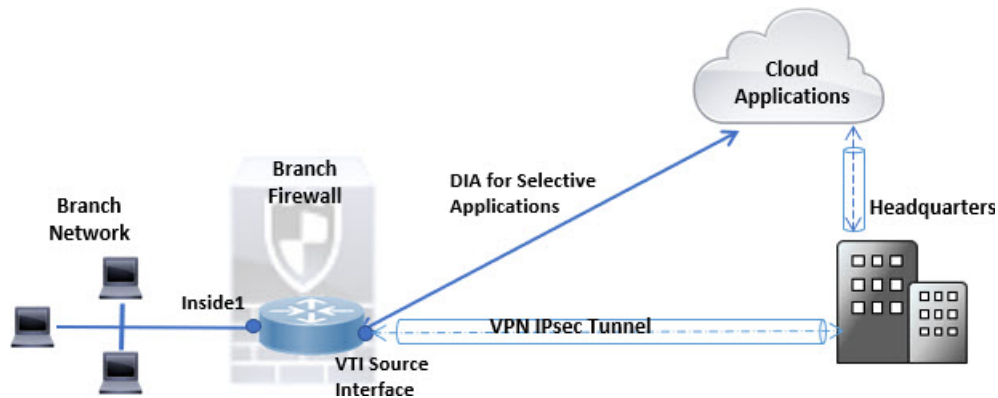 Cloud
Applications
Branch
Firewall
DIA for Selective
Applications
Branch
Network
Headquarters
Inside1
VPN IPsec Tunnel
VTI Source
Interface